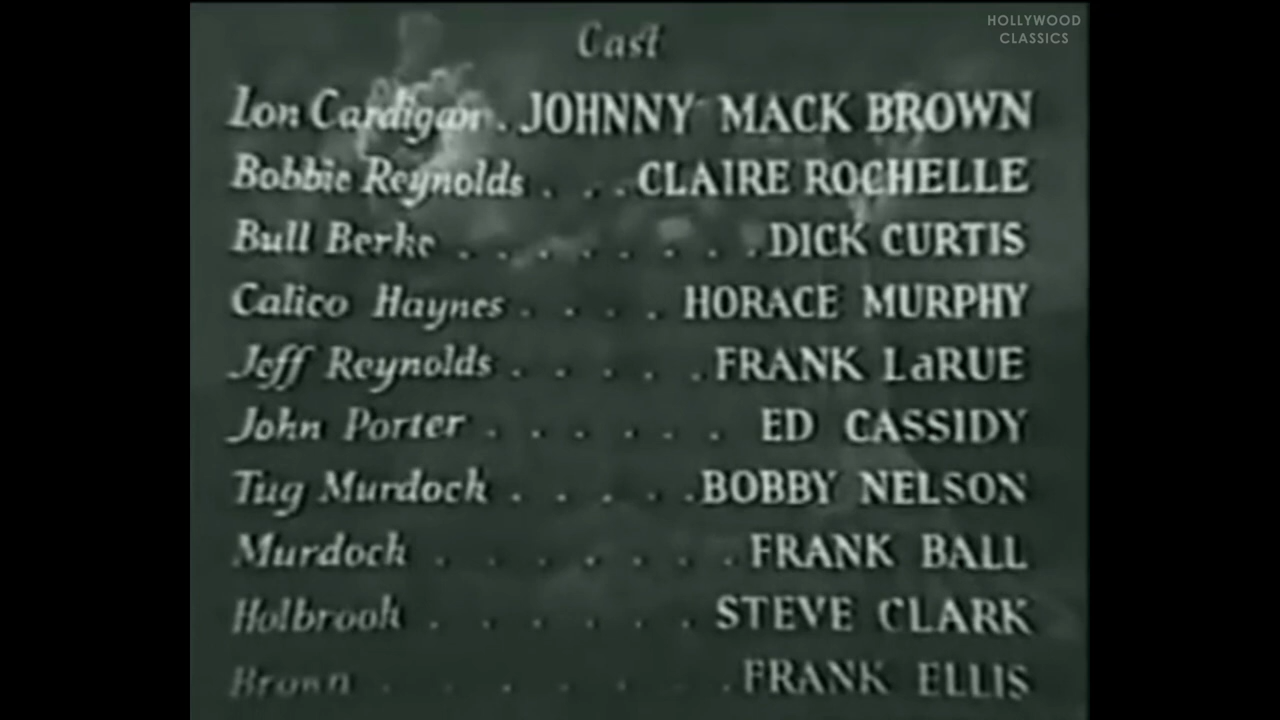 HOLLYWOOD
CLASSICS
Cast
Lon Cardigan . JOHNNY MACK BROWN
Bobbie Reynolds . . . CLAIRE ROCHELLE
Bull Berke . . . . . . . . DICK CURTIS
Calico Haynes . . . . HORACE MURPHY
Jeff Reynolds . . . . . FRANK LaRUE
John Porter . . . . . . ED CASSIDY
Tug Murdock . . . . . BOBBY NELSON
Murdock . . . . . . . FRANK BALL
Holbrook . . . . . . STEVE CLARK
Brown . . . . . . . FRANK ELLIS